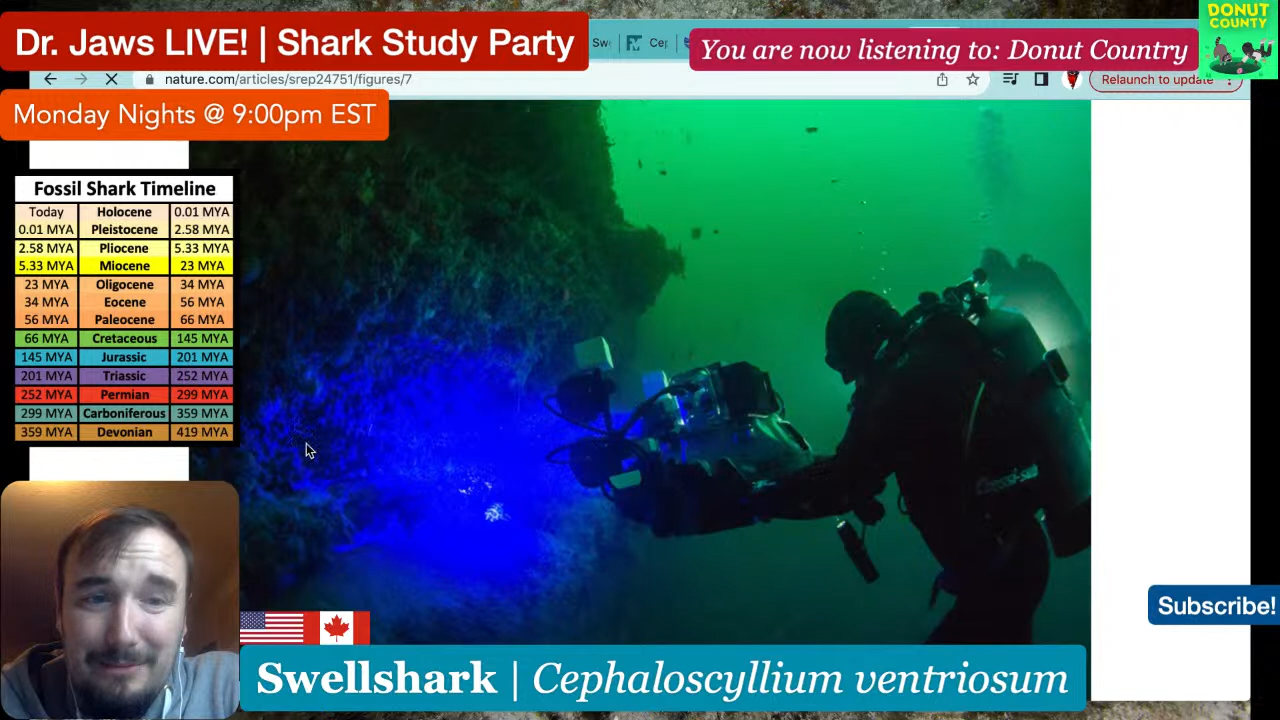 Dr. Jaws LIVE! | Shark Study Party
Swe
Cep
You are now listening to: Donut Country
DONUT
COUNTY
nature.com/articles/srep24751/figures/7
Relaunch to update
Monday Nights @ 9:00pm EST
Fossil Shark Timeline
Today Holocene 0.01 MYA
0.01 MYA Pleistocene 2.58 MYA
2.58 MYA Pliocene 5.33 MYA
5.33 MYA Miocene 23 MYA
23 MYA Oligocene 34 MYA
34 MYA Eocene 56 MYA
56 MYA Paleocene 66 MYA
66 MYA Cretaceous 145 MYA
145 MYA Jurassic 201 MYA
201 MYA Triassic 252 MYA
252 MYA Permian 299 MYA
299 MYA Carboniferous 359 MYA
359 MYA Devonian 419 MYA
Subscribe!
Swellshark | Cephaloscyllium ventriosum